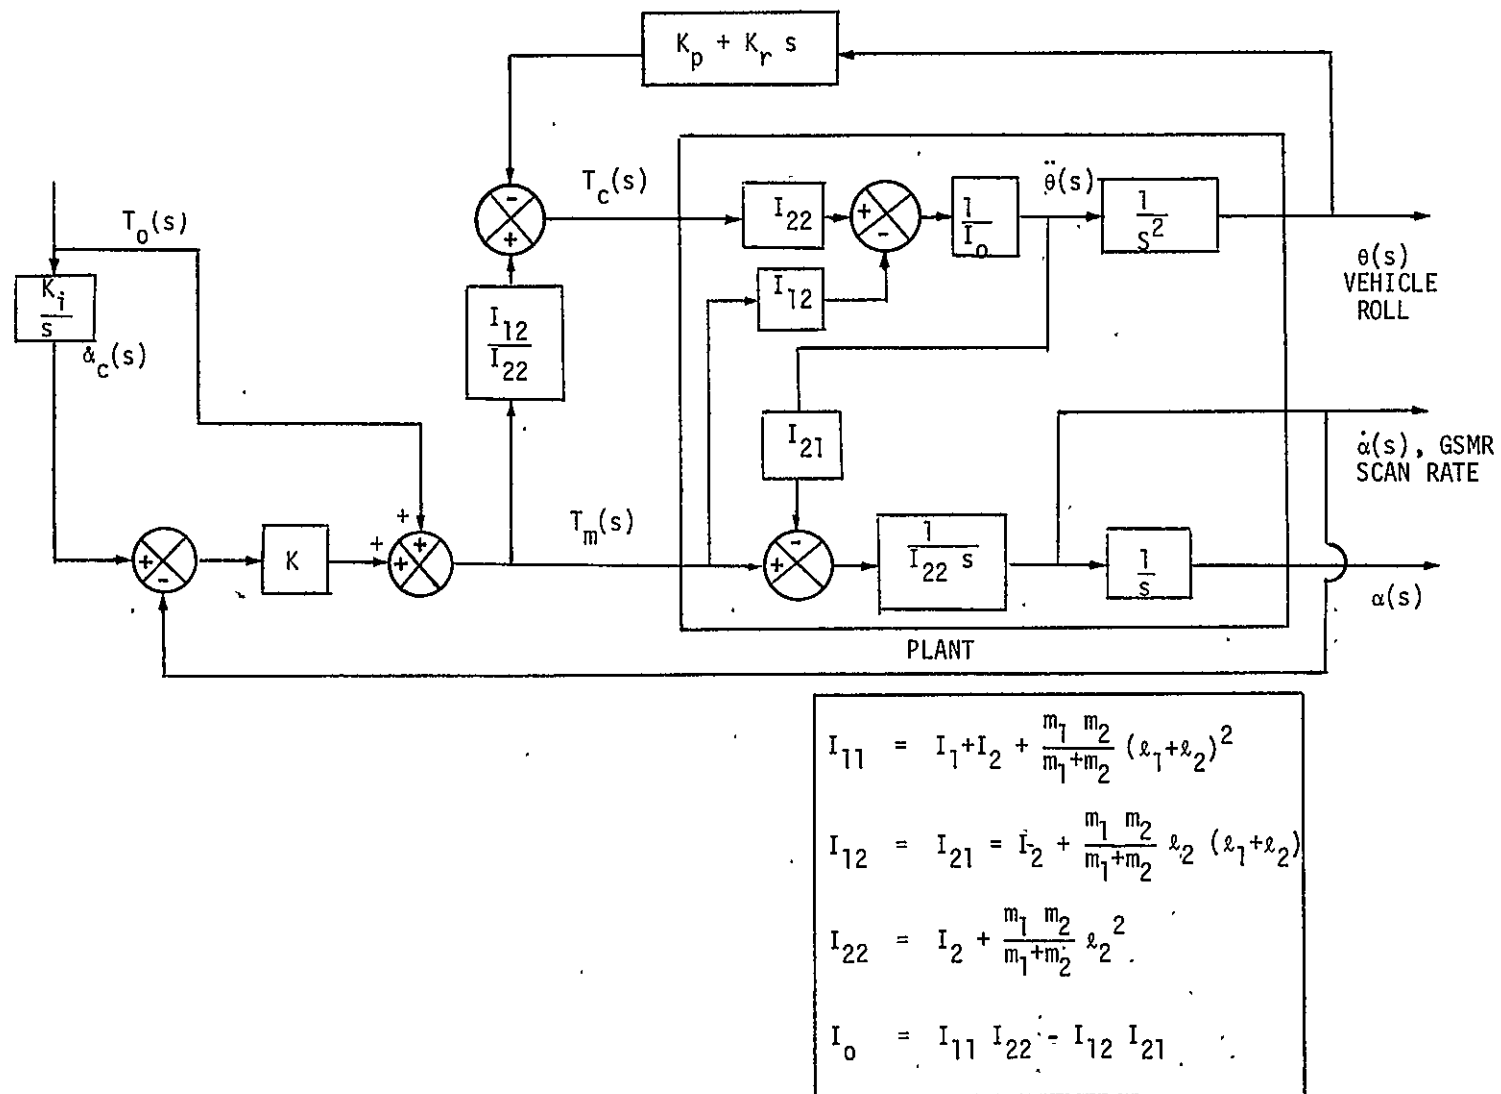 K_p + K_r s
T_o(s)
T_c(s)
-
+
I_22
+
-
1/I_o
θ̈(s)
1/S^2
θ(s)
VEHICLE
ROLL
K_i/s
α̇_c(s)
I_12
I_12/I_22
I_21
α̇(s), GSMR
SCAN RATE
+
-
K
+
+
+
+
T_m(s)
+
-
1/(I_22 s)
1/s
α(s)
PLANT
I_11 = I_1+I_2 + (m_1 m_2)/(m_1+m_2) (ℓ_1+ℓ_2)^2
I_12 = I_21 = I_2 + (m_1 m_2)/(m_1+m_2) ℓ_2 (ℓ_1+ℓ_2)
I_22 = I_2 + (m_1 m_2)/(m_1+m_2) ℓ_2^2
I_o = I_11 I_22 - I_12 I_21